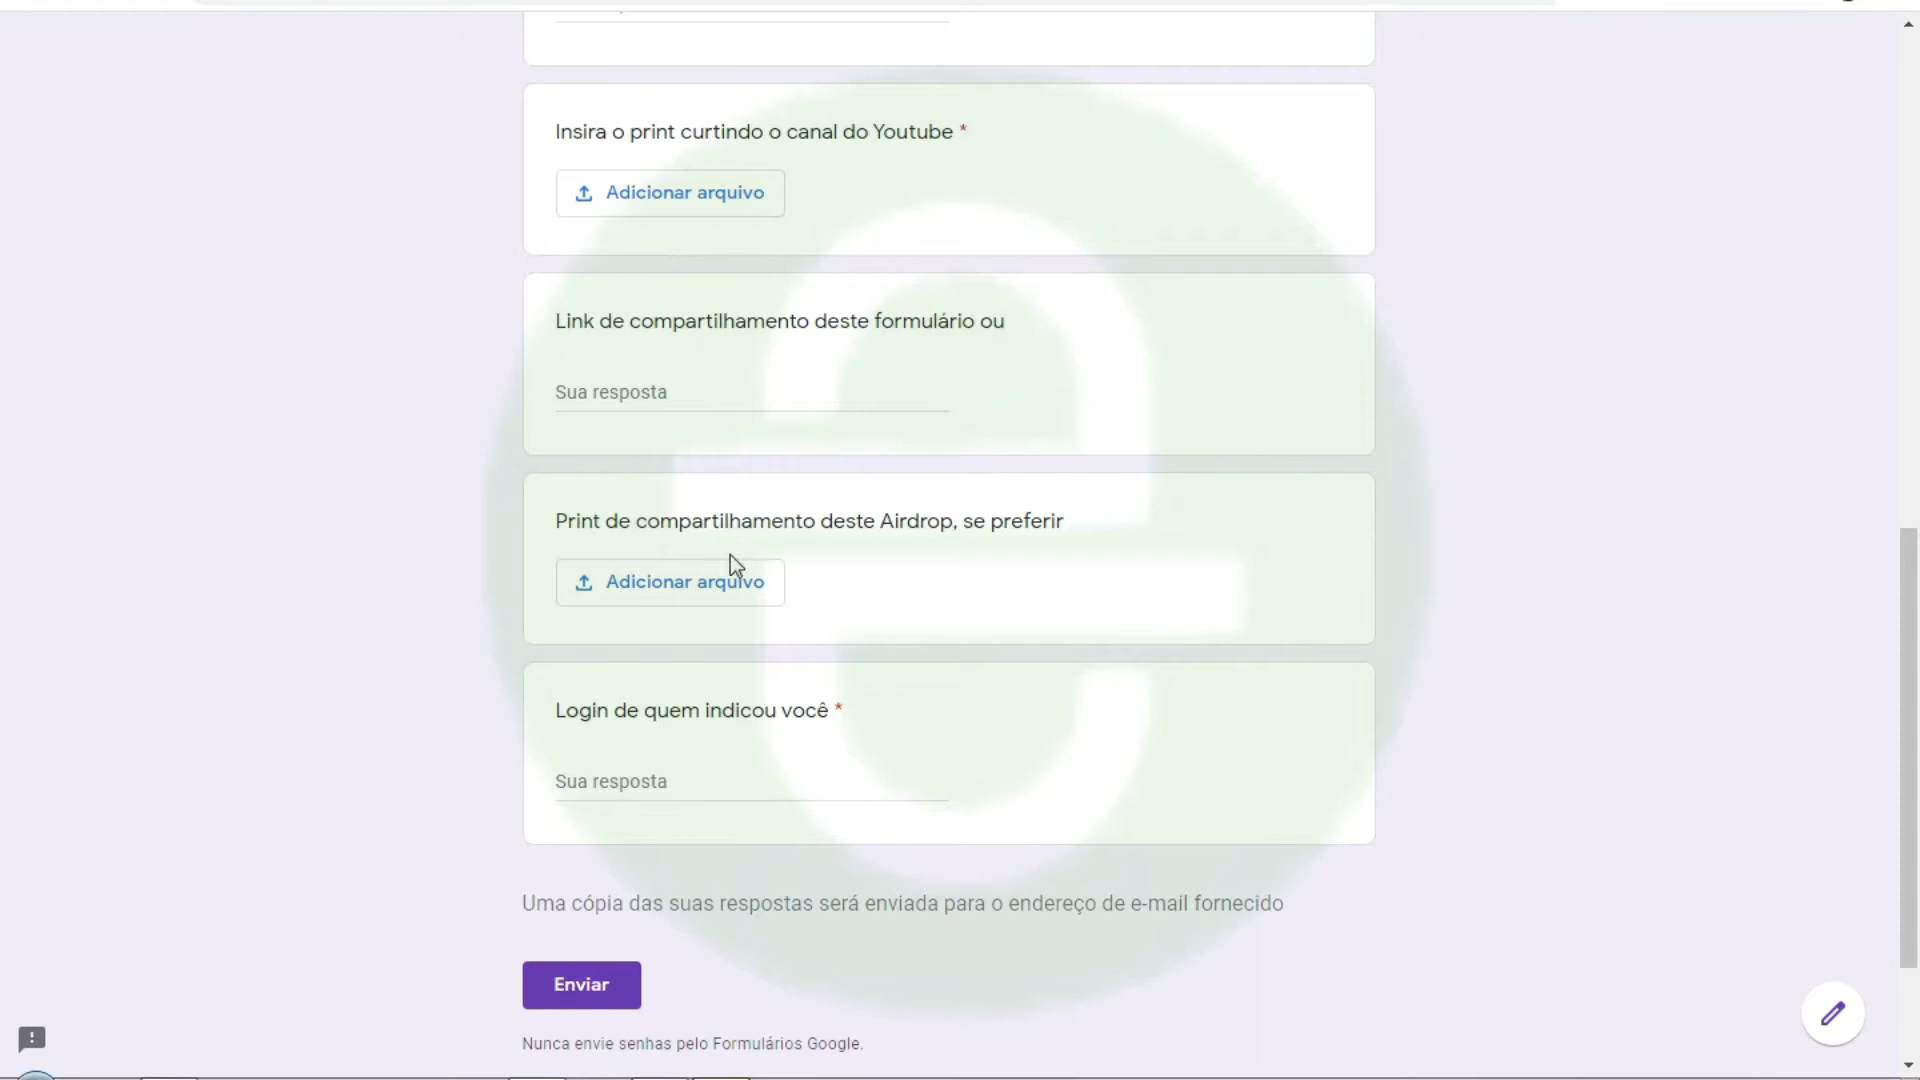 Insira o print curtindo o canal do Youtube *
Adicionar arquivo
Link de compartilhamento deste formulário ou
Sua resposta
Print de compartilhamento deste Airdrop, se preferir
Adicionar arquivo
Login de quem indicou você *
Sua resposta
Uma cópia das suas respostas será enviada para o endereço de e-mail fornecido
Enviar
Nunca envie senhas pelo Formulários Google.